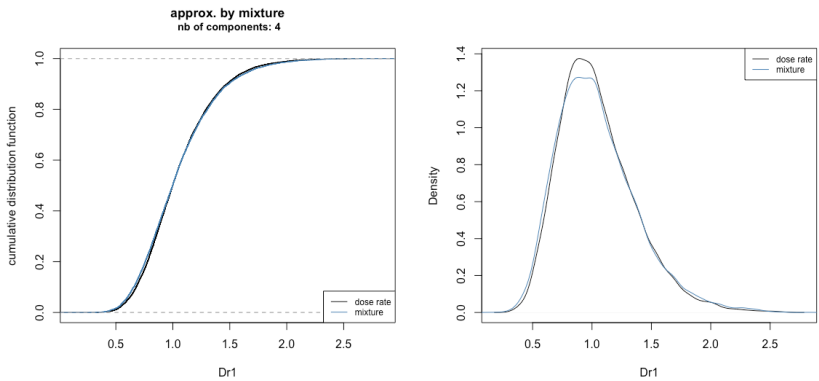 approx. by mixture
nb of components: 4
cumulative distribution function
0.0
0.2
0.4
0.6
0.8
1.0
0.5
1.0
1.5
2.0
2.5
Dr1
dose rate
mixture
Density
0.0
0.2
0.4
0.6
0.8
1.0
1.2
1.4
0.5
1.0
1.5
2.0
2.5
Dr1
dose rate
mixture